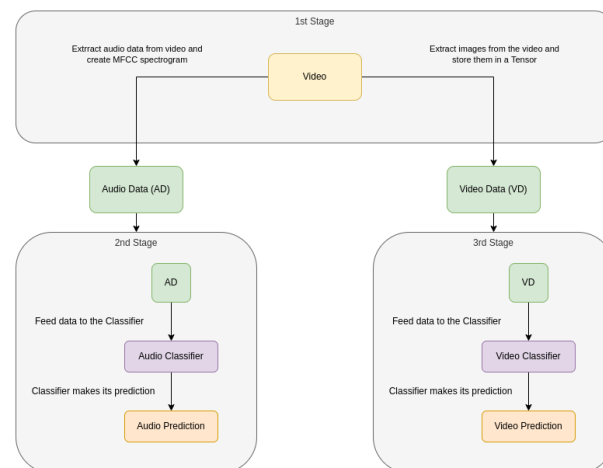 1st Stage
Extrract audio data from video and
create MFCC spectrogram
Extract images from the video and
store them in a Tensor
Video
Audio Data (AD)
Video Data (VD)
2nd Stage
3rd Stage
AD
VD
Feed data to the Classifier
Feed data to the Classifier
Audio Classifier
Video Classifier
Classifier makes its prediction
Classifier makes its prediction
Audio Prediction
Video Prediction